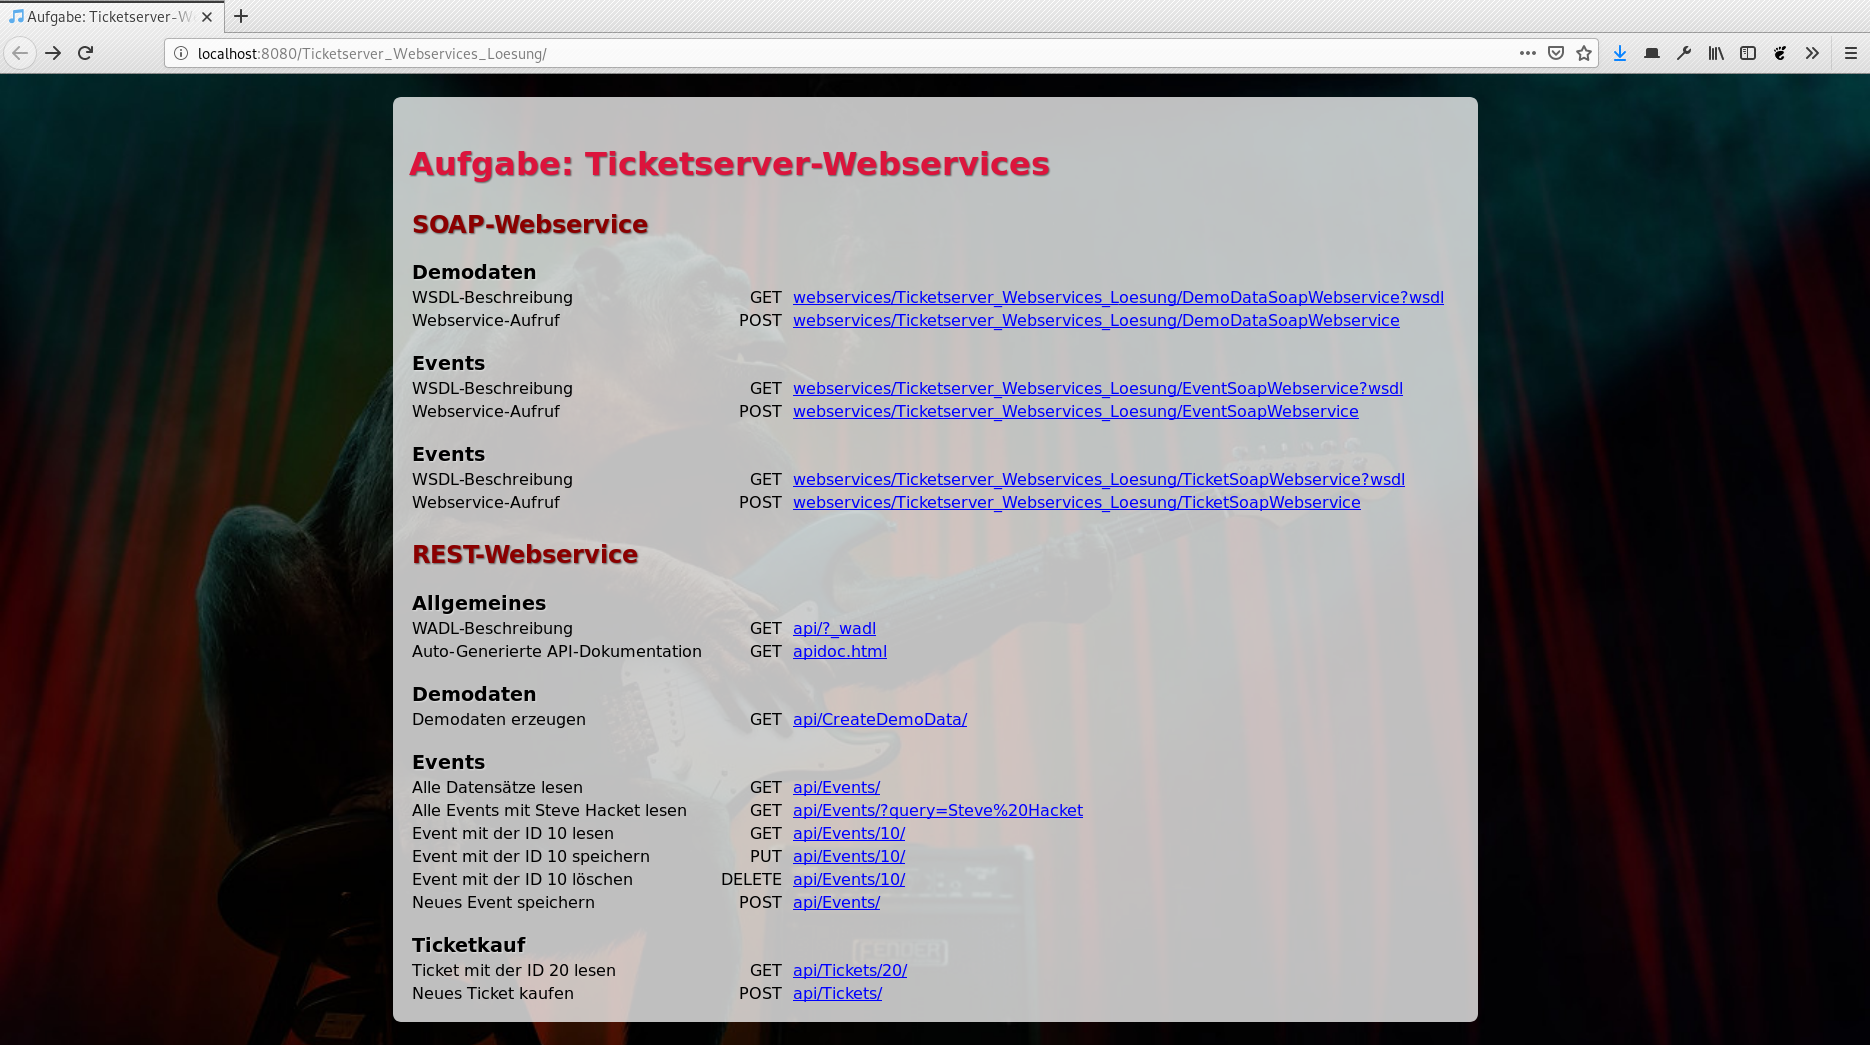 Aufgabe: Ticketserver-W
localhost:8080/Ticketserver_Webservices_Loesung/
Aufgabe: Ticketserver-Webservices
SOAP-Webservice
Demodaten
WSDL-Beschreibung GET webservices/Ticketserver_Webservices_Loesung/DemoDataSoapWebservice?wsdl
Webservice-Aufruf POST webservices/Ticketserver_Webservices_Loesung/DemoDataSoapWebservice
Events
WSDL-Beschreibung GET webservices/Ticketserver_Webservices_Loesung/EventSoapWebservice?wsdl
Webservice-Aufruf POST webservices/Ticketserver_Webservices_Loesung/EventSoapWebservice
Events
WSDL-Beschreibung GET webservices/Ticketserver_Webservices_Loesung/TicketSoapWebservice?wsdl
Webservice-Aufruf POST webservices/Ticketserver_Webservices_Loesung/TicketSoapWebservice
REST-Webservice
Allgemeines
WADL-Beschreibung GET api/?_wadl
Auto-Generierte API-Dokumentation GET apidoc.html
Demodaten
Demodaten erzeugen GET api/CreateDemoData/
Events
Alle Datensätze lesen GET api/Events/
Alle Events mit Steve Hacket lesen GET api/Events/?query=Steve%20Hacket
Event mit der ID 10 lesen GET api/Events/10/
Event mit der ID 10 speichern PUT api/Events/10/
Event mit der ID 10 löschen DELETE api/Events/10/
Neues Event speichern POST api/Events/
Ticketkauf
[FEDDER]
Ticket mit der ID 20 lesen GET api/Tickets/20/
Neues Ticket kaufen POST api/Tickets/